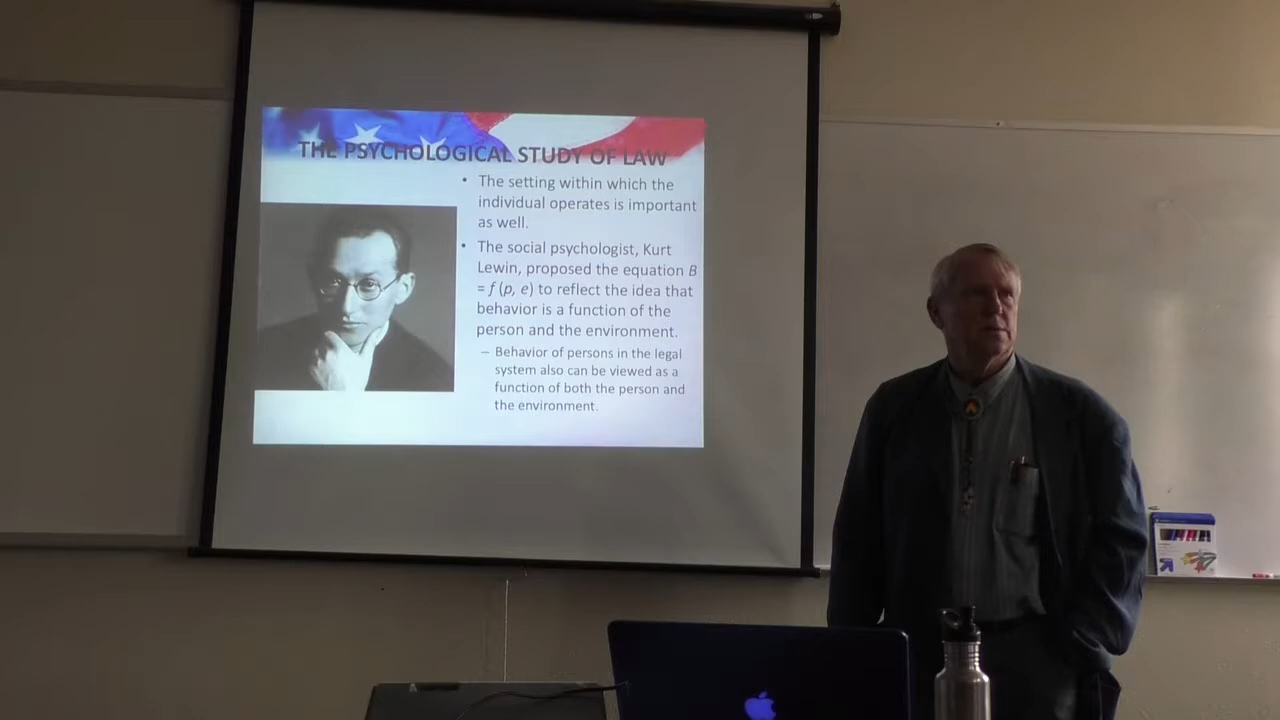 THE PSYCHOLOGICAL STUDY OF LAW
• The setting within which the
individual operates is important
as well.
• The social psychologist, Kurt
Lewin, proposed the equation B
= f (p, e) to reflect the idea that
behavior is a function of the
person and the environment.
– Behavior of persons in the legal
system also can be viewed as a
function of both the person and
the environment.